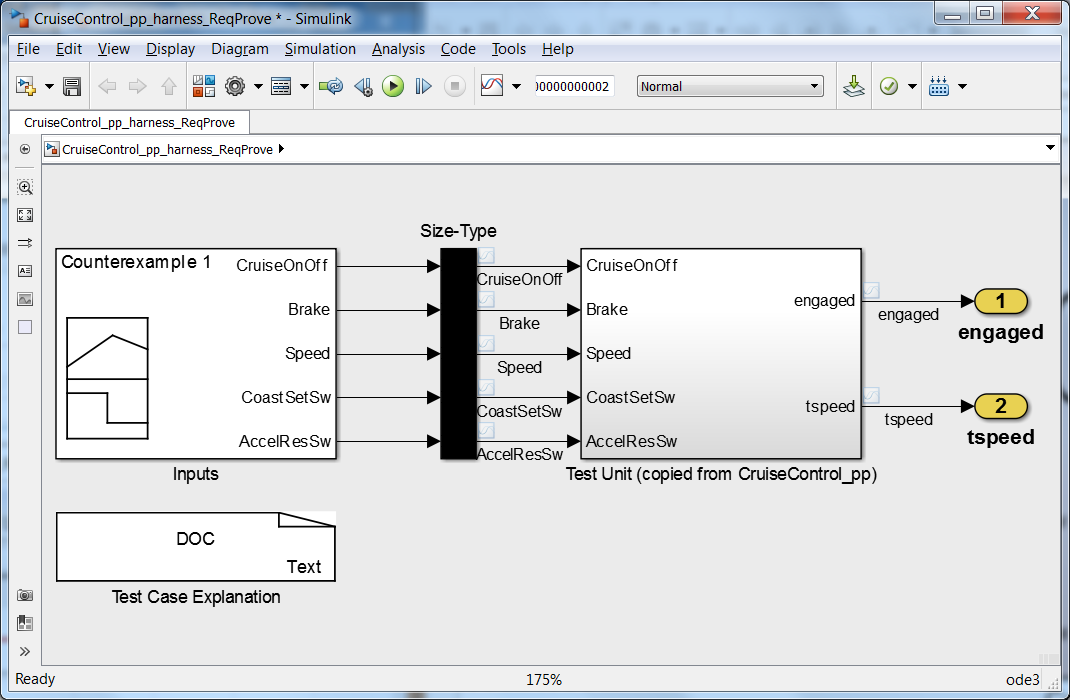 CruiseControl_pp_harness_ReqProve * - Simulink
File Edit View Display Diagram Simulation Analysis Code Tools Help
00000000002 Normal
CruiseControl_pp_harness_ReqProve
CruiseControl_pp_harness_ReqProve
Size-Type
Counterexample 1
CruiseOnOff
Brake
Speed
CoastSetSw
AccelResSw
Inputs
CruiseOnOff
Brake
Speed
CoastSetSw
AccelResSw
CruiseOnOff
Brake
Speed
CoastSetSw
AccelResSw
engaged
tspeed
Test Unit (copied from CruiseControl_pp)
engaged
tspeed
1
engaged
2
tspeed
DOC
Text
Test Case Explanation
Ready 175% ode3